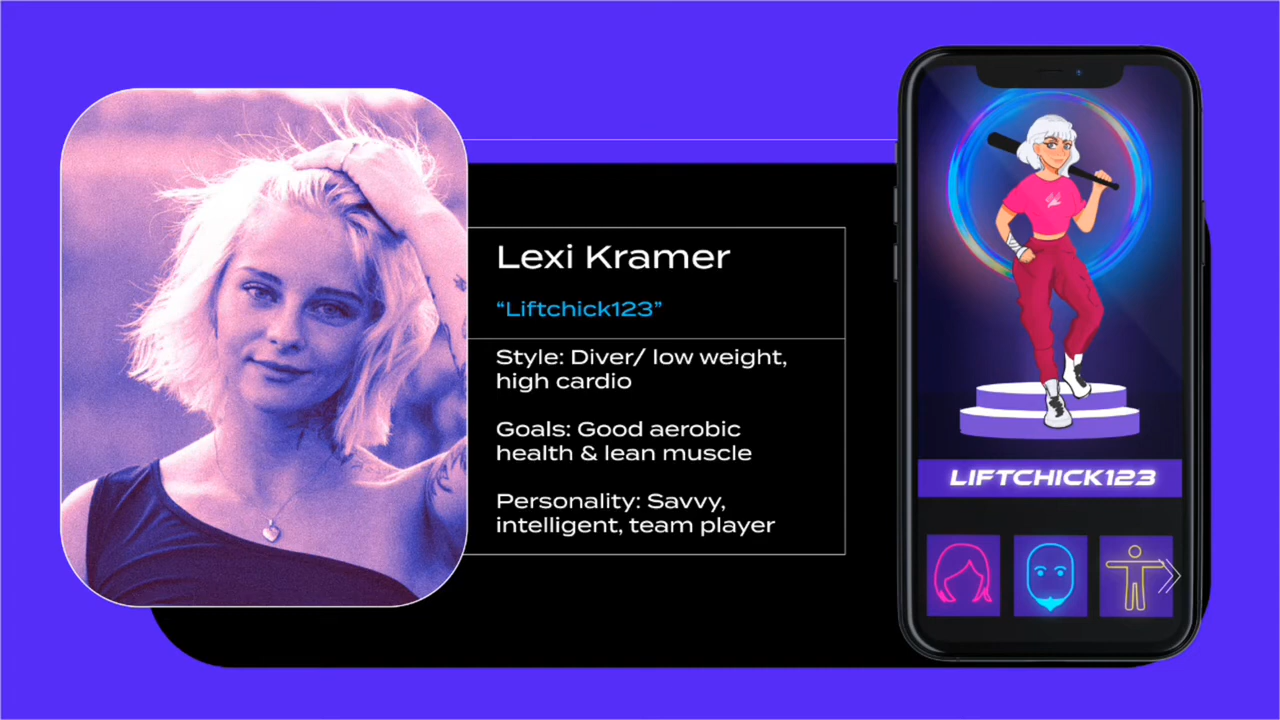 Lexi Kramer
“Liftchick123”
Style: Diver/ low weight,
high cardio
Goals: Good aerobic
health & lean muscle
Personality: Savvy,
intelligent, team player
LIFTCHICK123